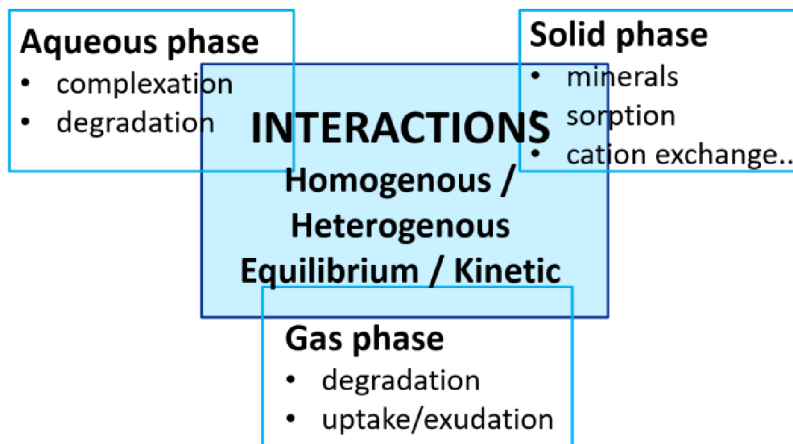 Aqueous phase
• complexation
• degradation
Solid phase
• minerals
• sorption
• cation exchange..
INTERACTIONS
Homogenous /
Heterogenous
Equilibrium / Kinetic
Gas phase
• degradation
• uptake/exudation